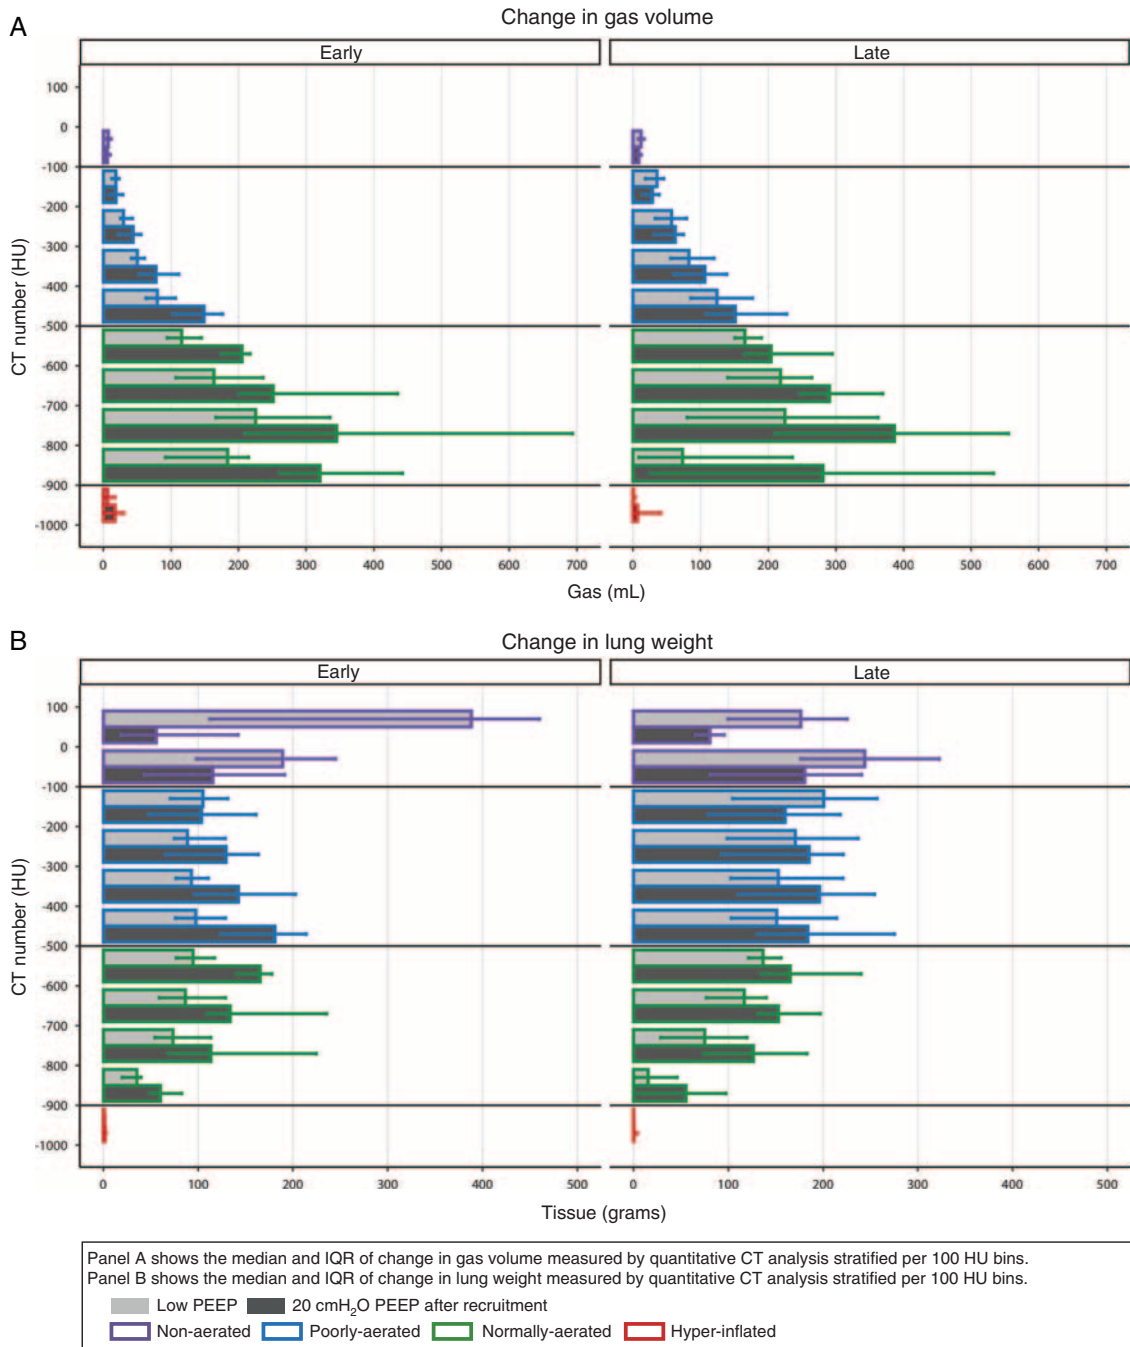 A
Change in gas volume
Early
Late
CT number (HU)
100
0
-100
-200
-300
-400
-500
-600
-700
-800
-900
-1000
0 100 200 300 400 500 600 700
0 100 200 300 400 500 600 700
Gas (mL)
B
Change in lung weight
Early
Late
CT number (HU)
100
0
-100
-200
-300
-400
-500
-600
-700
-800
-900
-1000
0 100 200 300 400 500
0 100 200 300 400 500
Tissue (grams)
Panel A shows the median and IQR of change in gas volume measured by quantitative CT analysis stratified per 100 HU bins.
Panel B shows the median and IQR of change in lung weight measured by quantitative CT analysis stratified per 100 HU bins.
Low PEEP 20 cmH₂O PEEP after recruitment
Non-aerated Poorly-aerated Normally-aerated Hyper-inflated